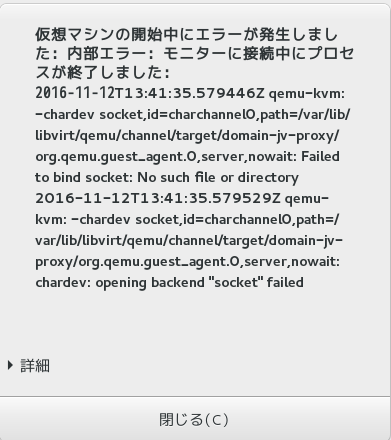 仮想マシンの開始中にエラーが発生しまし
た: 内部エラー: モニターに接続中にプロセ
スが終了しました:
2016-11-12T13:41:35.579446Z qemu-kvm:
-chardev socket,id=charchannel0,path=/var/lib/
libvirt/qemu/channel/target/domain-jv-proxy/
org.qemu.guest_agent.0,server,nowait: Failed
to bind socket: No such file or directory
2016-11-12T13:41:35.579529Z qemu-
kvm: -chardev socket,id=charchannel0,path=/
var/lib/libvirt/qemu/channel/target/domain-jv-
proxy/org.qemu.guest_agent.0,server,nowait:
chardev: opening backend "socket" failed
詳細
閉じる(C)